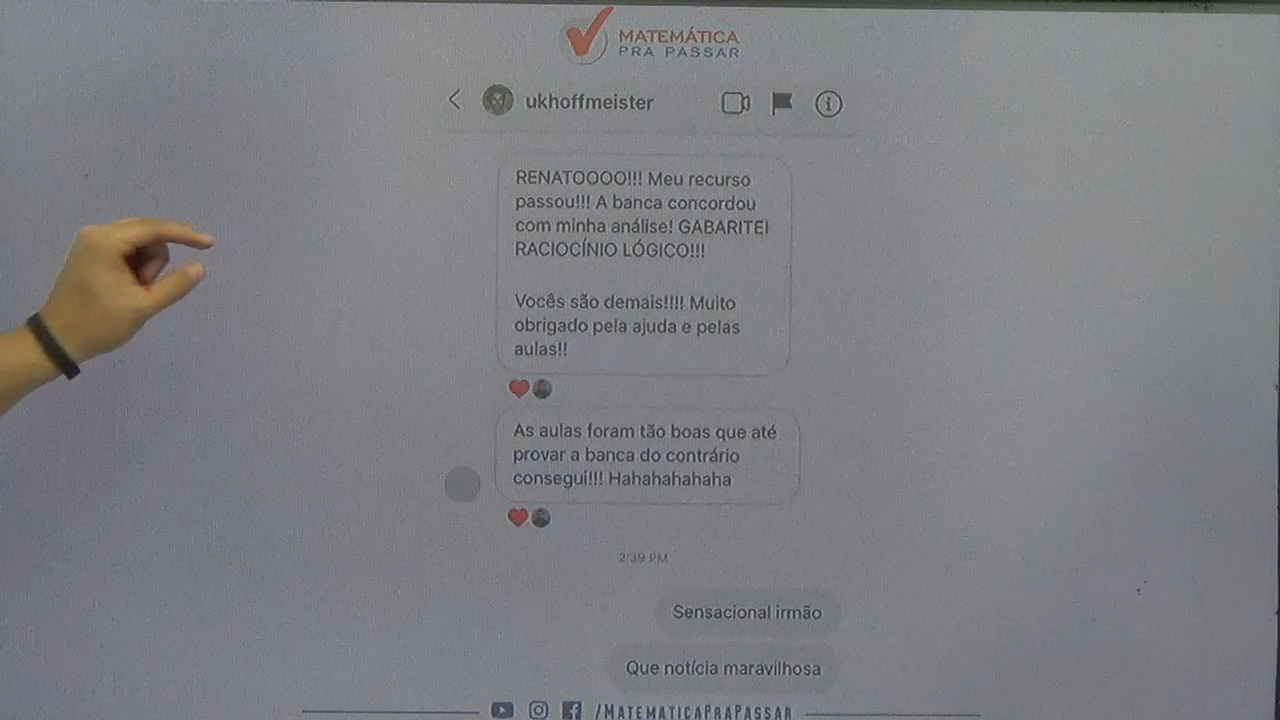 MATEMÁTICA
PRA PASSAR
ukhoffmeister
RENATOOOO!!! Meu recurso
passou!!! A banca concordou
com minha análise! GABARITEI
RACIOCÍNIO LÓGICO!!!
Vocês são demais!!!! Muito
obrigado pela ajuda e pelas
aulas!!
As aulas foram tão boas que até
provar a banca do contrário
consegui!!! Hahahahahaha
2:39 PM
Sensacional irmão
Que notícia maravilhosa
/MATEMATICAPRAPASSAR